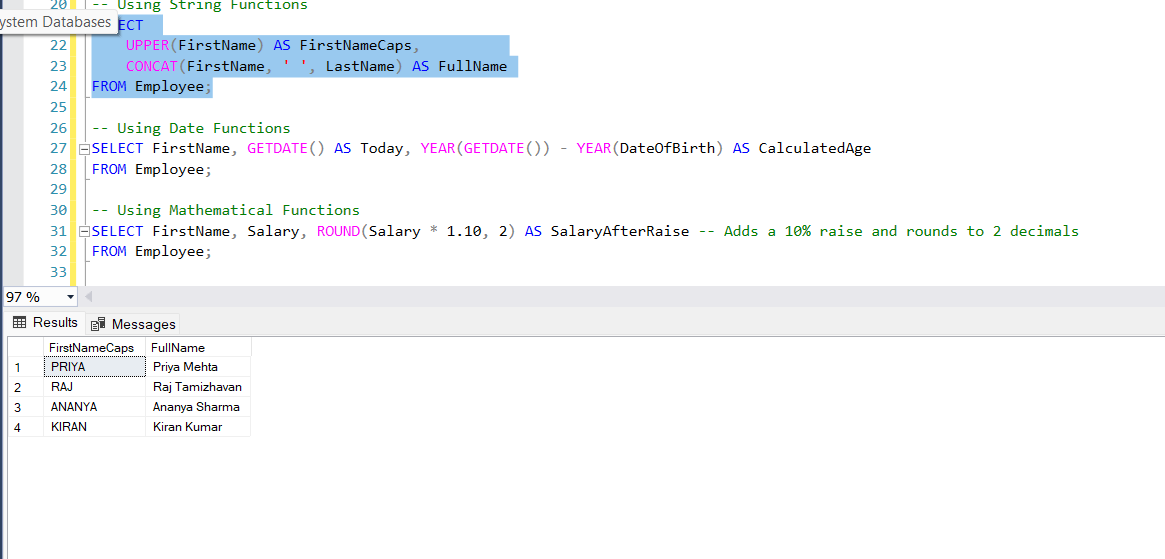 20 -- Using String Functions
ystem Databases ECT
22 UPPER(FirstName) AS FirstNameCaps,
23 CONCAT(FirstName, ' ', LastName) AS FullName
24 FROM Employee;
25
26 -- Using Date Functions
27 SELECT FirstName, GETDATE() AS Today, YEAR(GETDATE()) - YEAR(DateOfBirth) AS CalculatedAge
28 FROM Employee;
29
30 -- Using Mathematical Functions
31 SELECT FirstName, Salary, ROUND(Salary * 1.10, 2) AS SalaryAfterRaise -- Adds a 10% raise and rounds to 2 decimals
32 FROM Employee;
33
97 %
Results Messages
FirstNameCaps FullName
1 PRIYA Priya Mehta
2 RAJ Raj Tamizhavan
3 ANANYA Ananya Sharma
4 KIRAN Kiran Kumar